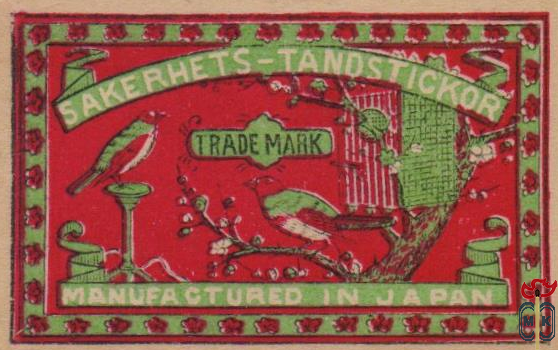 SAKERHETS-TANDSTICKOR
TRADE MARK
MANUFACTURED IN JAPAN